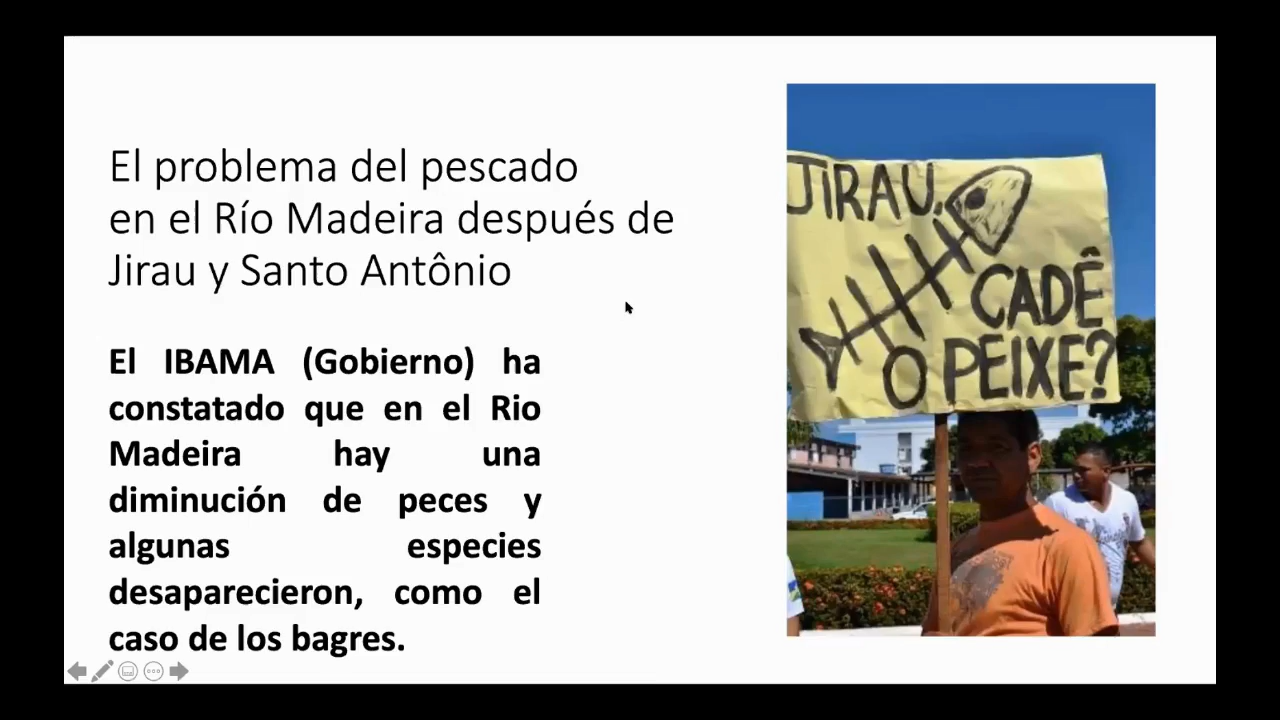 El problema del pescado
en el Río Madeira después de
Jirau y Santo Antônio
El IBAMA (Gobierno) ha
constatado que en el Rio
Madeira hay una
diminución de peces y
algunas especies
desaparecieron, como el
caso de los bagres.
JIRAU,
CADÊ
O PEIXE?